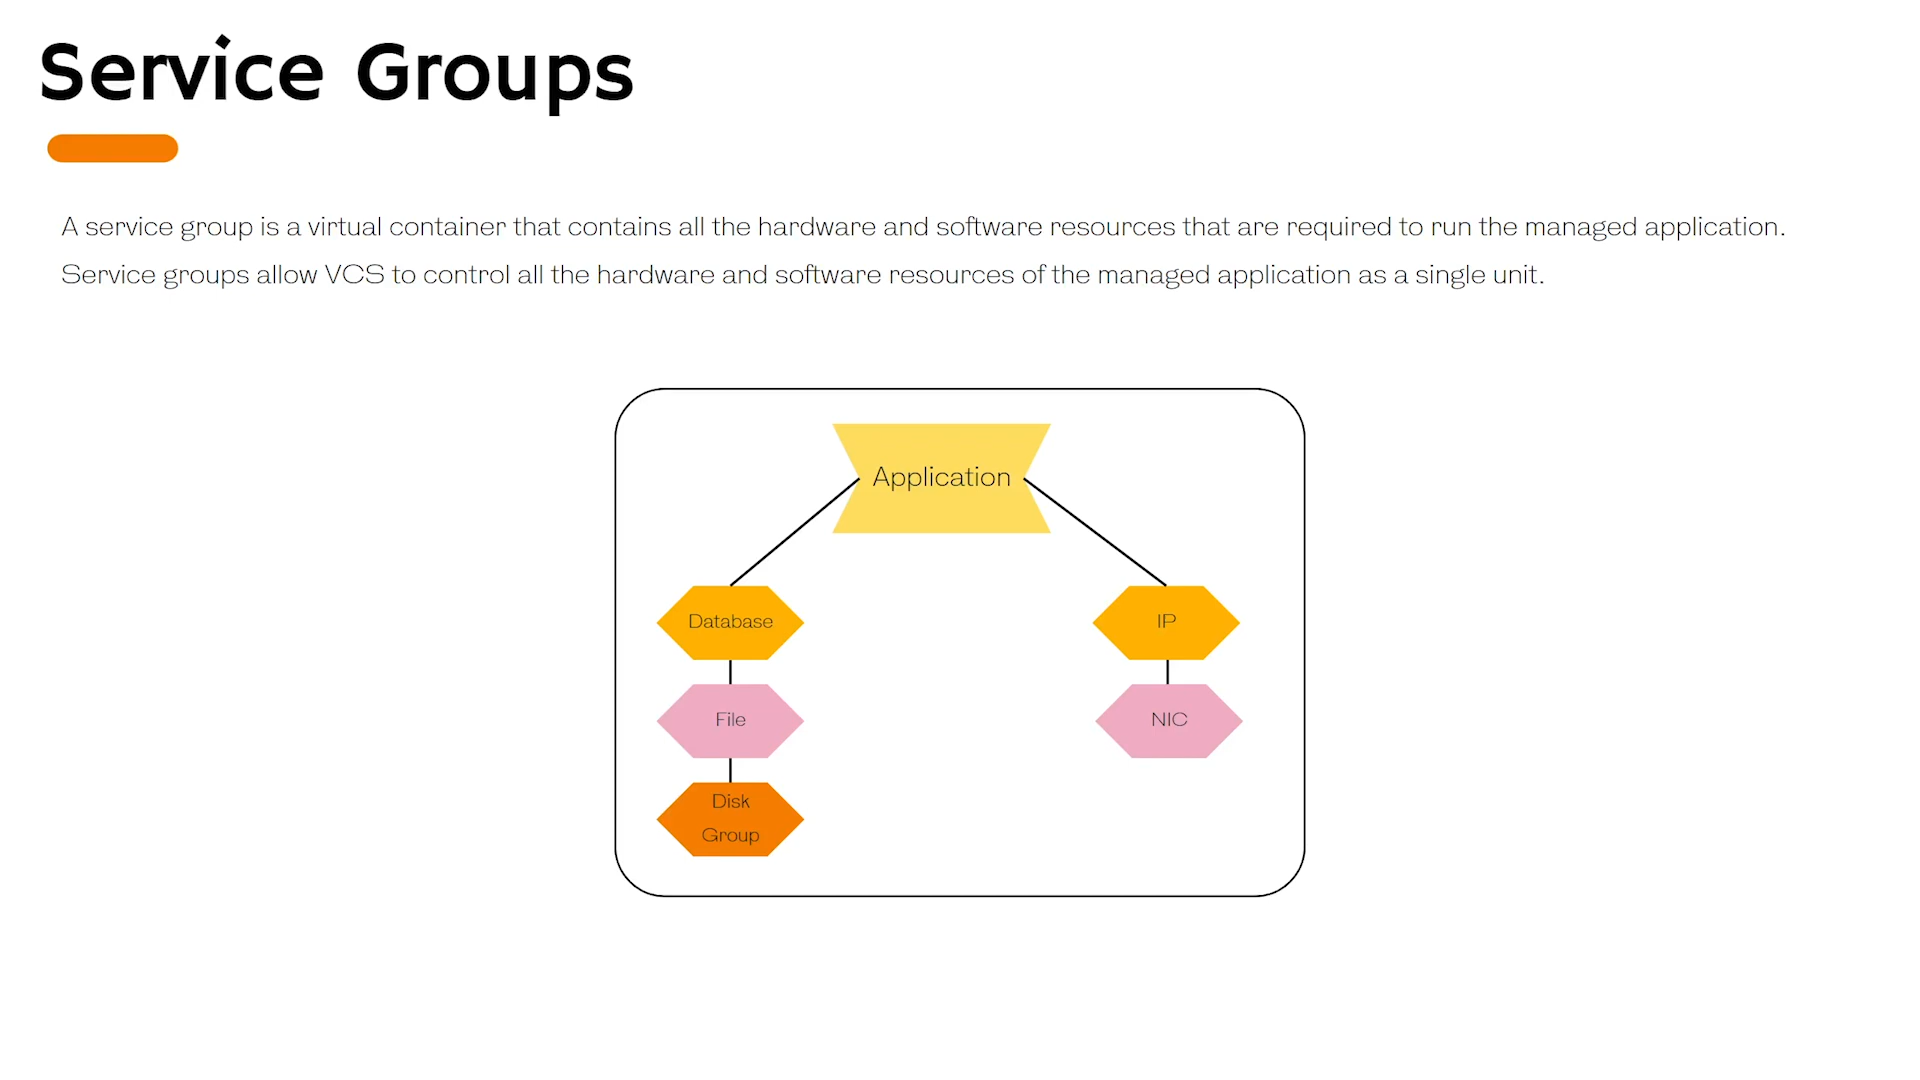 Service Groups
A service group is a virtual container that contains all the hardware and software resources that are required to run the managed application.
Service groups allow VCS to control all the hardware and software resources of the managed application as a single unit.
Application
Database
IP
File
NIC
Disk
Group